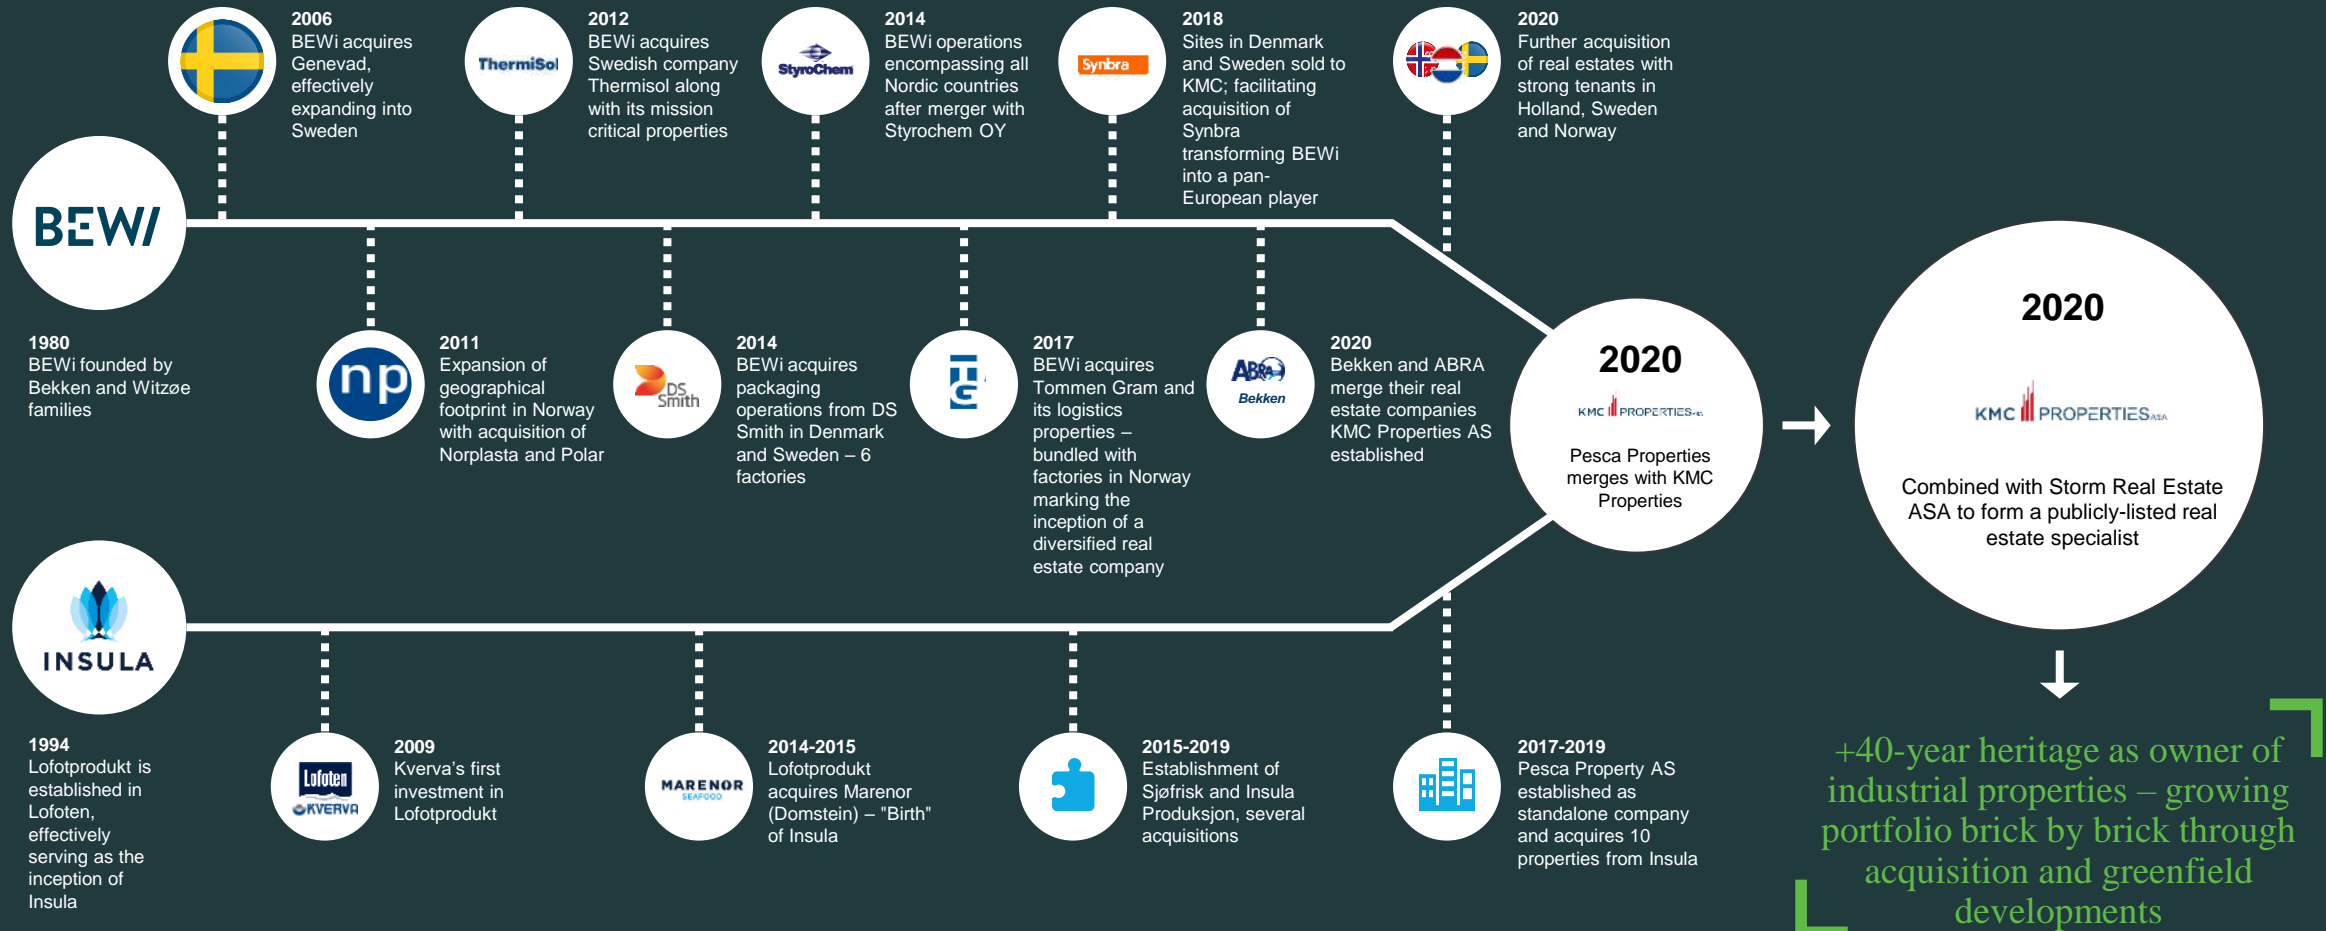 2006
BEWi acquires
Genevad,
effectively
expanding into
Sweden
ThermiSol
2012
BEWi acquires
Swedish company
Thermisol along
with its mission
critical properties
StyroChem
2014
BEWi operations
encompassing all
Nordic countries
after merger with
Styrochem OY
Synbra
2018
Sites in Denmark
and Sweden sold to
KMC; facilitating
acquisition of
Synbra
transforming BEWi
into a pan-
European player
2020
Further acquisition
of real estates with
strong tenants in
Holland, Sweden
and Norway
BEWI
1980
BEWi founded by
Bekken and Witzøe
families
np
2011
Expansion of
geographical
footprint in Norway
with acquisition of
Norplasta and Polar
DS
Smith
2014
BEWi acquires
packaging
operations from DS
Smith in Denmark
and Sweden – 6
factories
TG
2017
BEWi acquires
Tommen Gram and
its logistics
properties –
bundled with
factories in Norway
marking the
inception of a
diversified real
estate company
ABRA
Bekken
2020
Bekken and ABRA
merge their real
estate companies
KMC Properties AS
established
2020
KMC PROPERTIES
Pesca Properties
merges with KMC
Properties
2020
KMC PROPERTIES ASA
Combined with Storm Real Estate
ASA to form a publicly-listed real
estate specialist
INSULA
1994
Lofotprodukt is
established in
Lofoten,
effectively
serving as the
inception of
Insula
Lofoten
KVERVA
2009
Kverva's first
investment in
Lofotprodukt
MARENOR
SEAFOOD
2014-2015
Lofotprodukt
acquires Marenor
(Domstein) – "Birth"
of Insula
2015-2019
Establishment of
Sjøfrisk and Insula
Produksjon, several
acquisitions
2017-2019
Pesca Property AS
established as
standalone company
and acquires 10
properties from Insula
+40-year heritage as owner of
industrial properties – growing
portfolio brick by brick through
acquisition and greenfield
developments